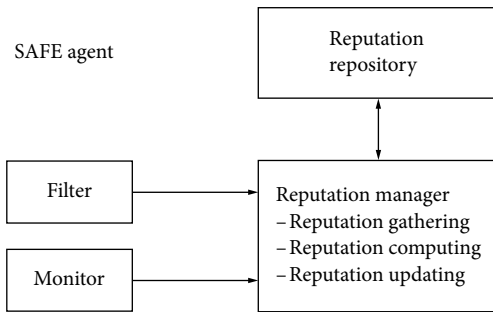 SAFE agent
Reputation
repository
Filter
Monitor
Reputation manager
–Reputation gathering
–Reputation computing
–Reputation updating